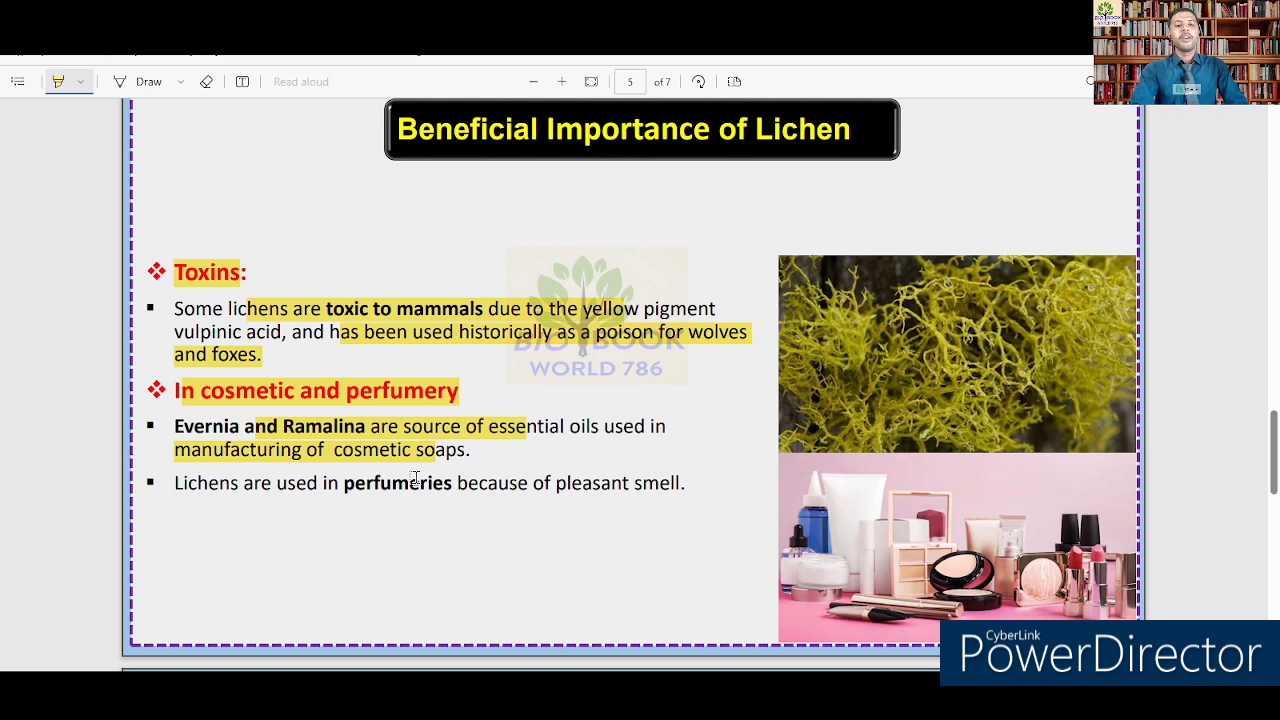 BIO BOOK
Draw
Read aloud
5
of 7
Beneficial Importance of Lichen
Toxins:
Some lichens are toxic to mammals due to the yellow pigment
vulpinic acid, and has been used historically as a poison for wolves
and foxes.
BIO BOOK
WORLD 786
In cosmetic and perfumery
Evernia and Ramalina are source of essential oils used in
manufacturing of cosmetic soaps.
Lichens are used in perfumeries because of pleasant smell.
CyberLink
PowerDirector